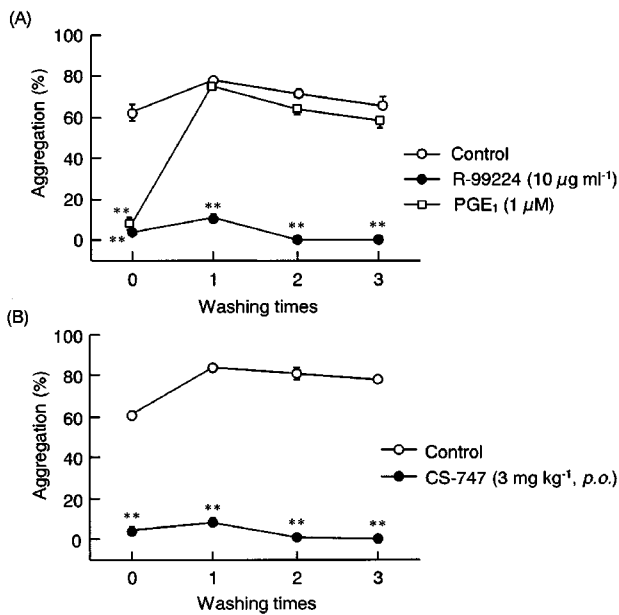 (A)
100
80
60
40
20
0
Aggregation (%)
**
**
**
**
**
0 1 2 3
Washing times
Control
R-99224 (10 µg ml⁻¹)
PGE₁ (1 µM)
(B)
100
80
60
40
20
0
Aggregation (%)
** ** ** **
0 1 2 3
Washing times
Control
CS-747 (3 mg kg⁻¹, p.o.)